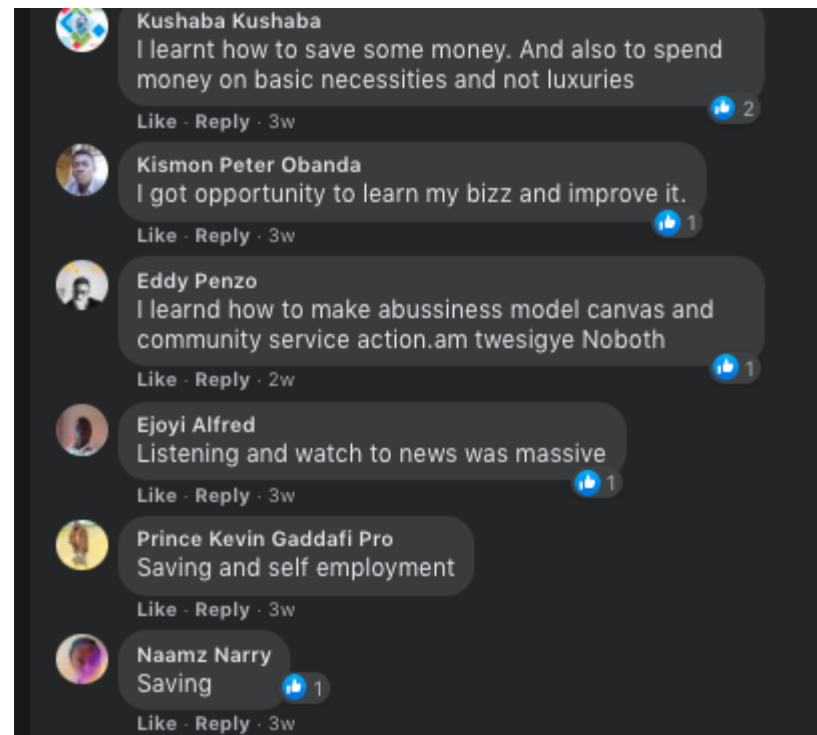 Kushaba Kushaba
I learnt how to save some money. And also to spend
money on basic necessities and not luxuries
2
Like · Reply · 3w
Kismon Peter Obanda
I got opportunity to learn my bizz and improve it.
1
Like · Reply · 3w
Eddy Penzo
I learnd how to make abussiness model canvas and
community service action.am twesigye Noboth
1
Like · Reply · 2w
Ejoyi Alfred
Listening and watch to news was massive
1
Like · Reply · 3w
Prince Kevin Gaddafi Pro
Saving and self employment
Like · Reply · 3w
Naamz Narry
Saving
1
Like · Reply · 3w